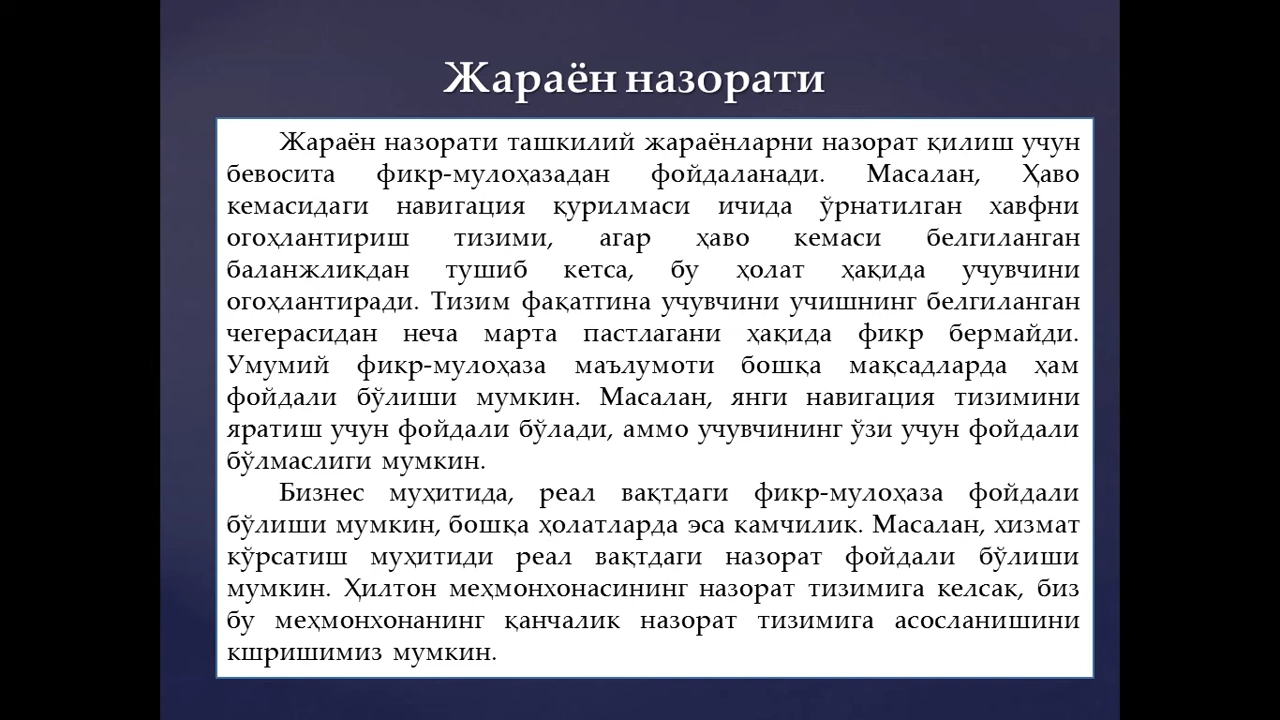 Жараён назорати
Жараён назорати ташкилий жараёнларни назорат қилиш учун
бевосита фикр-мулоҳазадан фойдаланади. Масалан, Ҳаво
кемасидаги навигация қурилмаси ичида ўрнатилган хавфни
огоҳлантириш тизими, агар ҳаво кемаси белгиланган
баланжликдан тушиб кетса, бу ҳолат ҳақида учувчини
огоҳлантиради. Тизим фақатгина учувчини учишнинг белгиланган
чегерасидан неча марта пастлагани ҳақида фикр бермайди.
Умумий фикр-мулоҳаза маълумоти бошқа мақсадларда ҳам
фойдали бўлиши мумкин. Масалан, янги навигация тизимини
яратиш учун фойдали бўлади, аммо учувчининг ўзи учун фойдали
бўлмаслиги мумкин.
Бизнес муҳитида, реал вақтдаги фикр-мулоҳаза фойдали
бўлиши мумкин, бошқа ҳолатларда эса камчилик. Масалан, хизмат
кўрсатиш муҳитиди реал вақтдаги назорат фойдали бўлиши
мумкин. Ҳилтон меҳмонхонасининг назорат тизимига келсак, биз
бу меҳмонхонанинг қанчалик назорат тизимига асосланишини
кшришимиз мумкин.